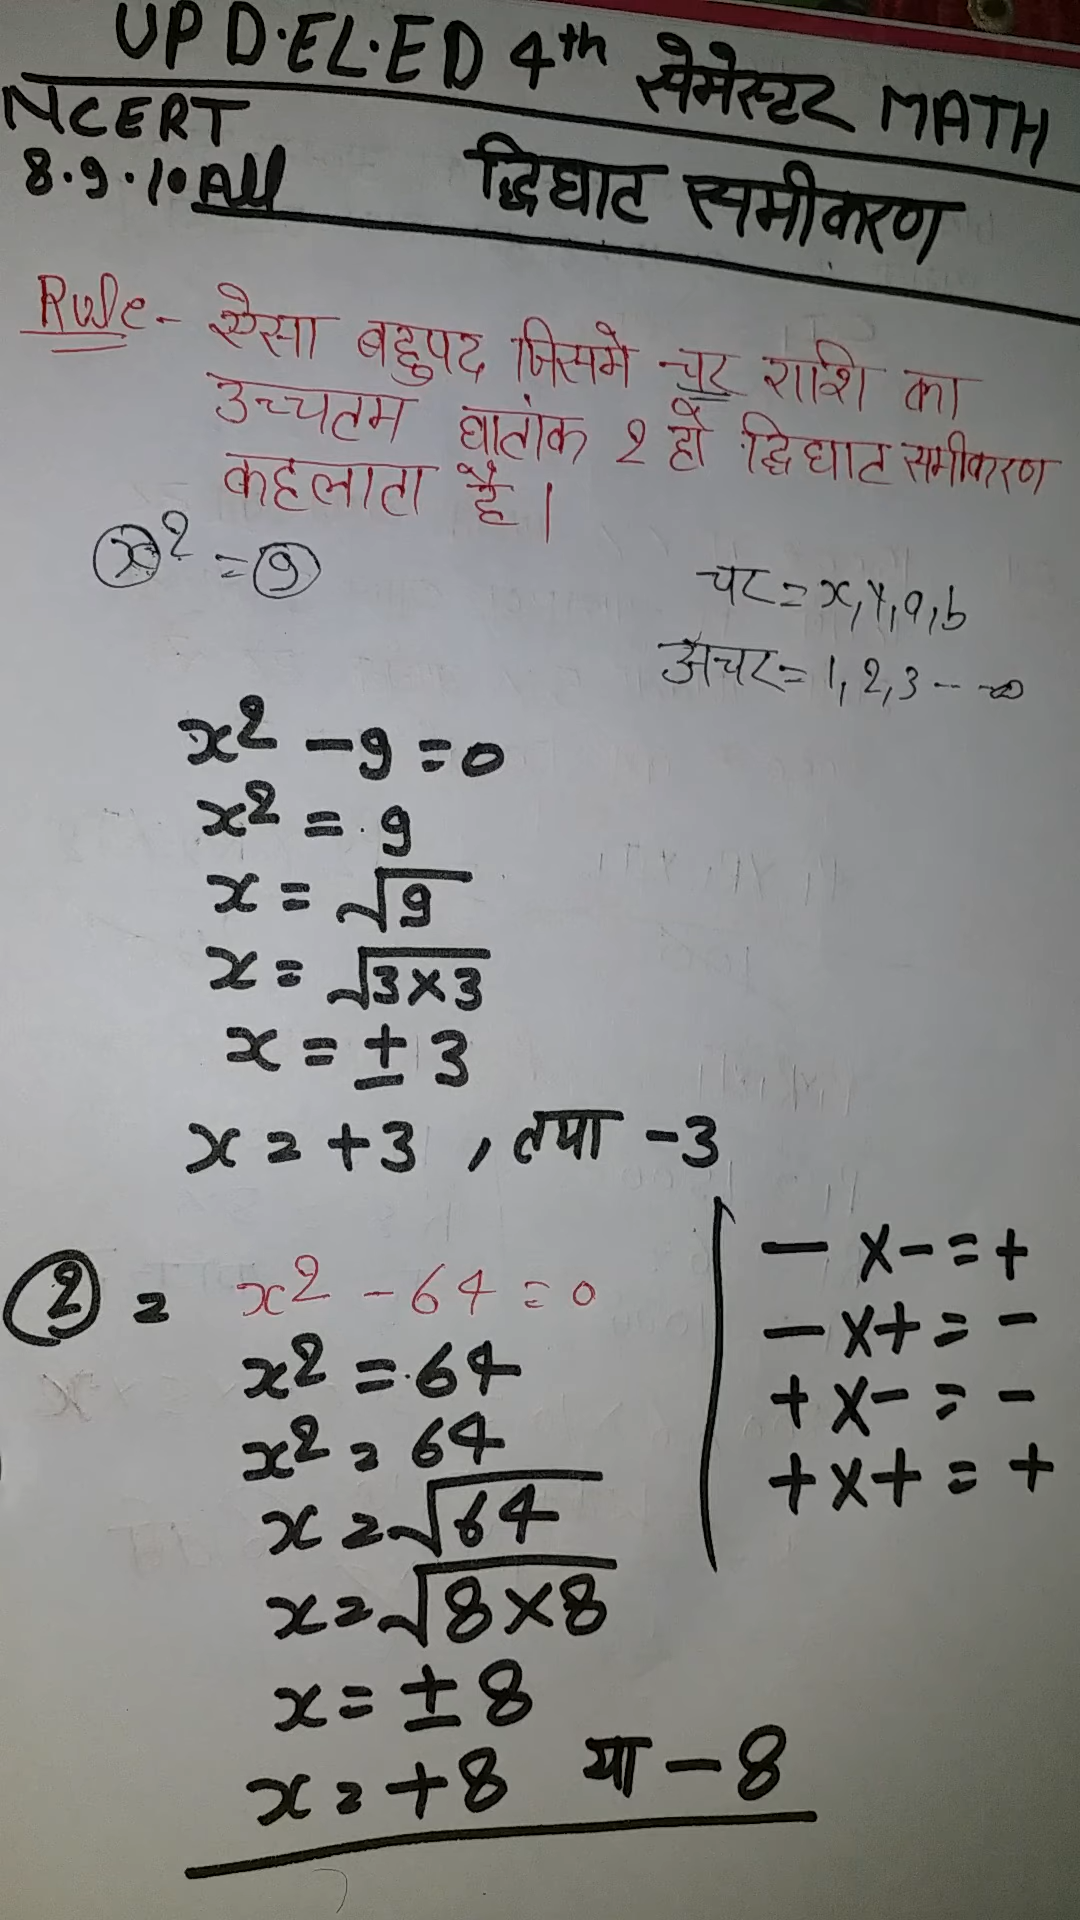 UP D.EL.ED 4th सेमेस्टर MATH
NCERT
8.9.10 All द्विघात समीकरण
Rule - ऐसा बहुपद जिसमे चर राशि का
उच्चतम घातांक 2 हो द्विघात समीकरण
कहलाता है।
x² = 9
चर = x, y, a, b
अचर = 1, 2, 3 -- ∞
x² - 9 = 0
x² = 9
x = √9
x = √3×3
x = ± 3
x = +3 , तथा -3
② = x² - 64 = 0
x² = 64
x² = 64
x = √64
x = √8×8
x = ± 8
x = +8 या - 8
- × - = +
- × + = -
+ × - = -
+ × + = +